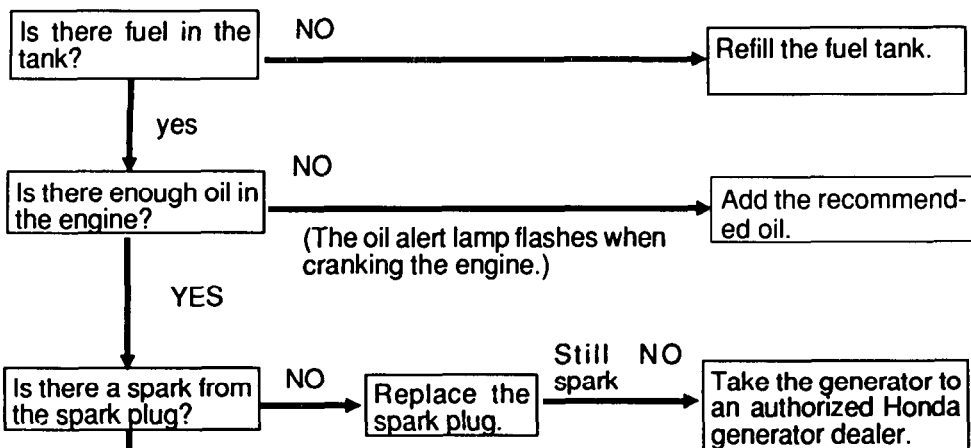 Is there fuel in the
tank?
NO
Refill the fuel tank.
yes
Is there enough oil in
the engine?
NO
(The oil alert lamp flashes when
cranking the engine.)
Add the recommend-
ed oil.
YES
Is there a spark from
the spark plug?
NO
Replace the
spark plug.
Still NO
spark
Take the generator to
an authorized Honda
generator dealer.